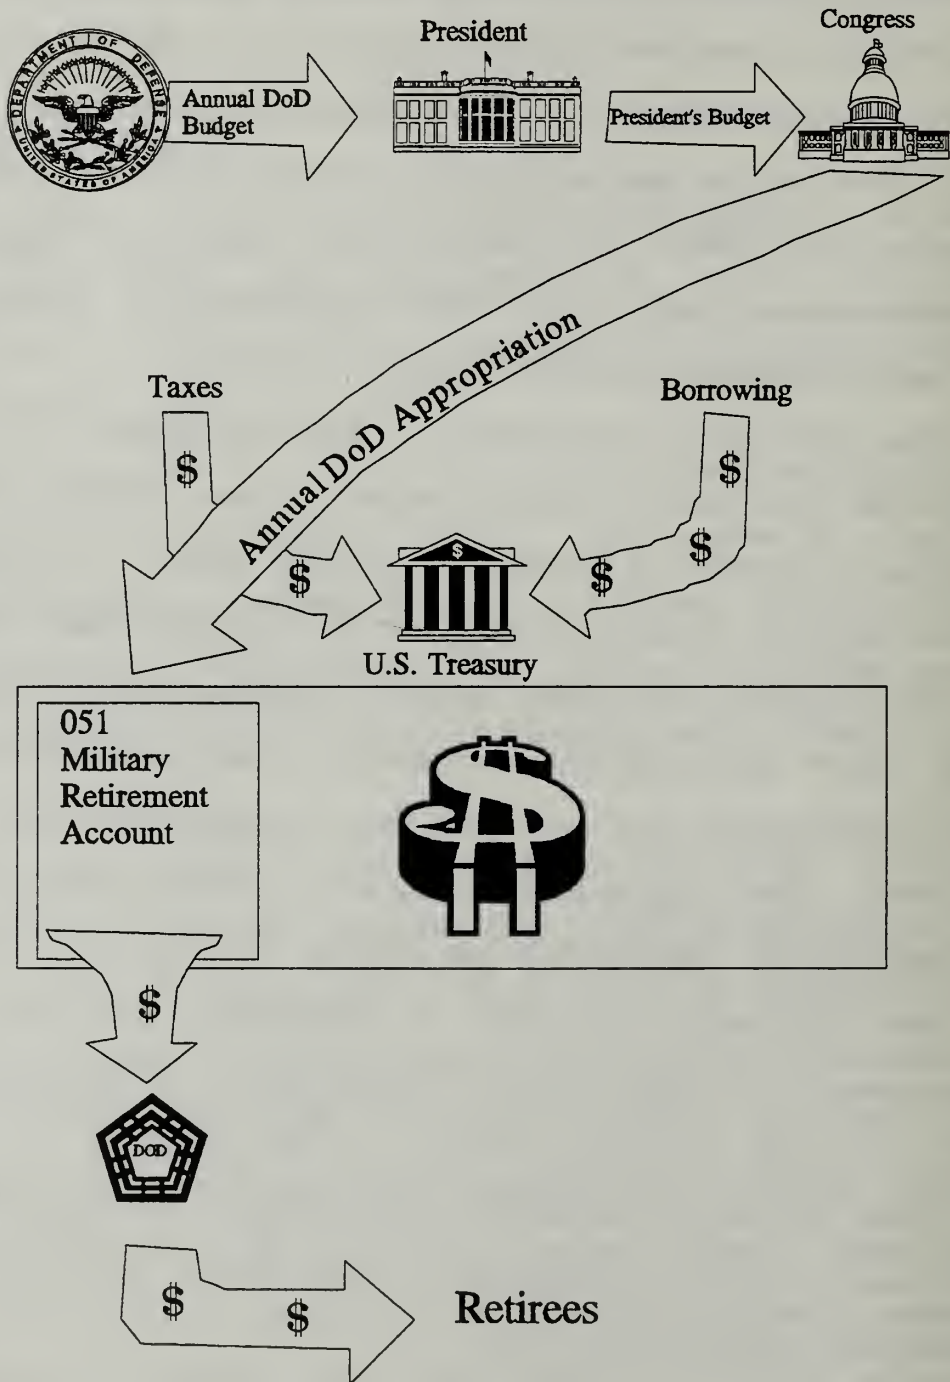 President
Congress
DEPARTMENT OF DEFENSE
UNITED STATES OF AMERICA
Annual DoD
Budget
President's Budget
Annual DoD Appropriation
Taxes
Borrowing
$
$
$
$
$
$
U.S. Treasury
051
Military
Retirement
Account
$
$
DOD
$
$
Retirees